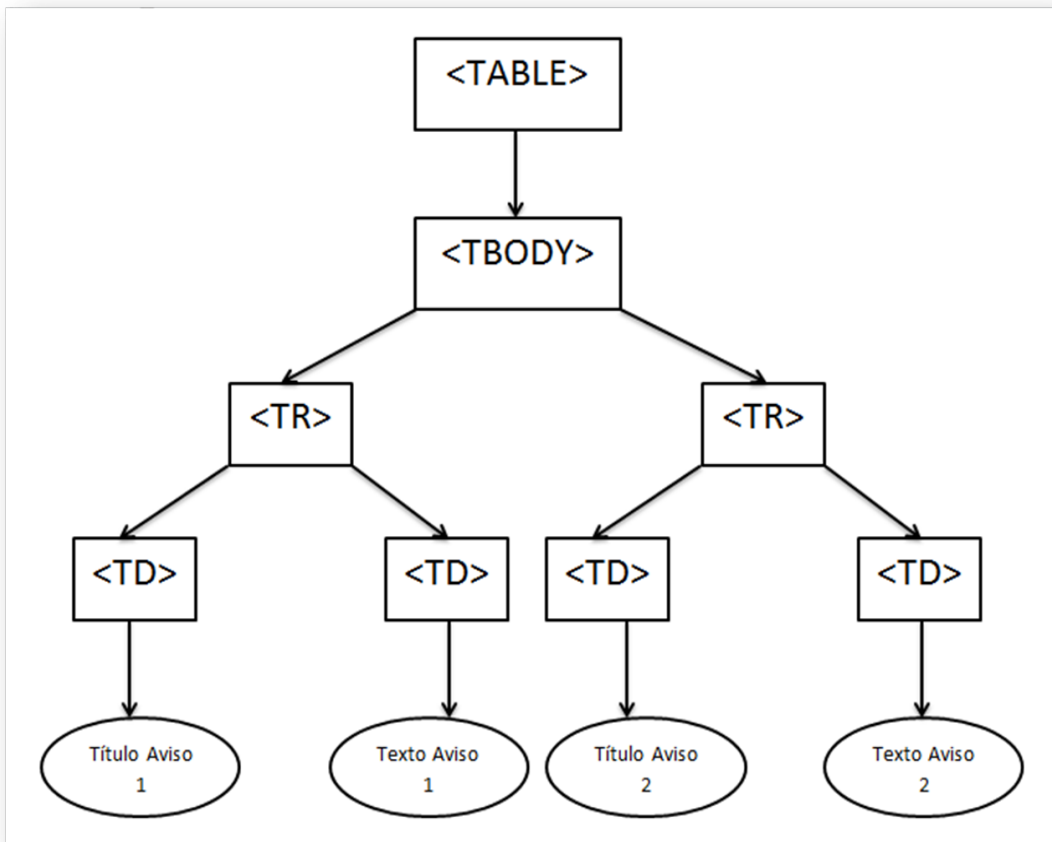 <TABLE>
<TBODY>
<TR>
<TR>
<TD>
<TD>
<TD>
<TD>
Título Aviso
1
Texto Aviso
1
Título Aviso
2
Texto Aviso
2